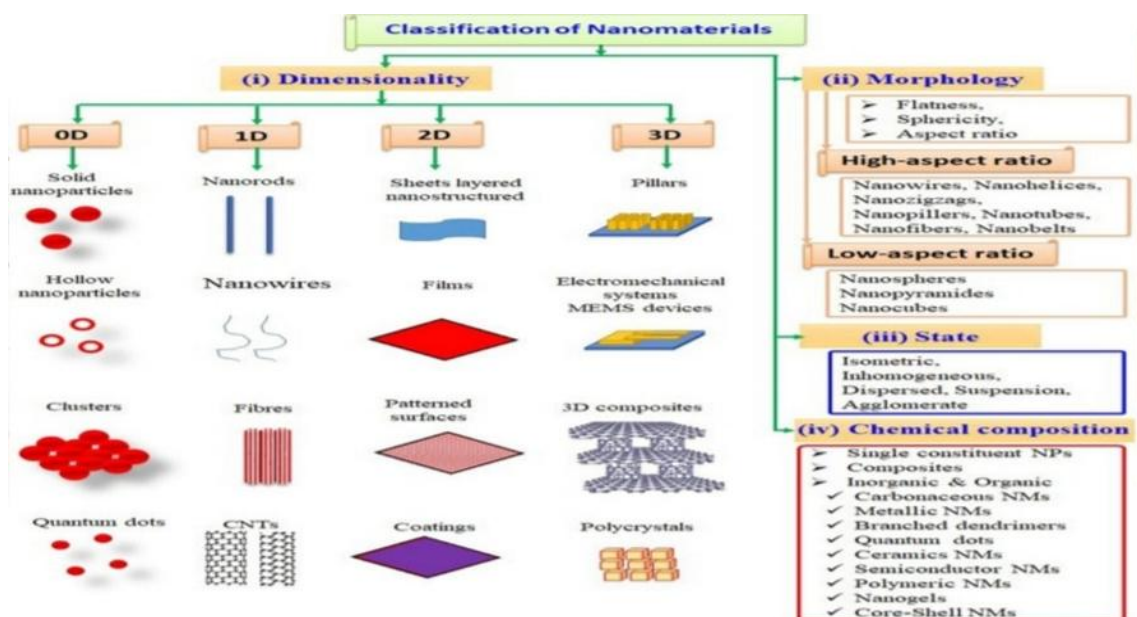 Classification of Nanomaterials
(i) Dimensionality
0D
1D
2D
3D
Solid
nanoparticles
Nanorods
Sheets layered
nanostructured
Pillars
Hollow
nanoparticles
Nanowires
Films
Electromechanical
systems
MEMS devices
Clusters
Fibres
Patterned
surfaces
3D composites
Quantum dots
CNTs
Coatings
Polycrystals
(ii) Morphology
➢ Flatness,
➢ Sphericity,
➢ Aspect ratio
High-aspect ratio
Nanowires, Nanohelices,
Nanozigzags,
Nanopillers, Nanotubes,
Nanofibers, Nanobelts
Low-aspect ratio
Nanospheres
Nanopyramides
Nanocubes
(iii) State
Isometric,
Inhomogeneous,
Dispersed, Suspension,
Agglomerate
(iv) Chemical composition
➢ Single constituent NPs
➢ Composites
➢ Inorganic & Organic
✓ Carbonaceous NMs
✓ Metallic NMs
✓ Branched dendrimers
✓ Quantum dots
✓ Ceramics NMs
✓ Semiconductor NMs
✓ Polymeric NMs
✓ Nanogels
✓ Core-Shell NMs